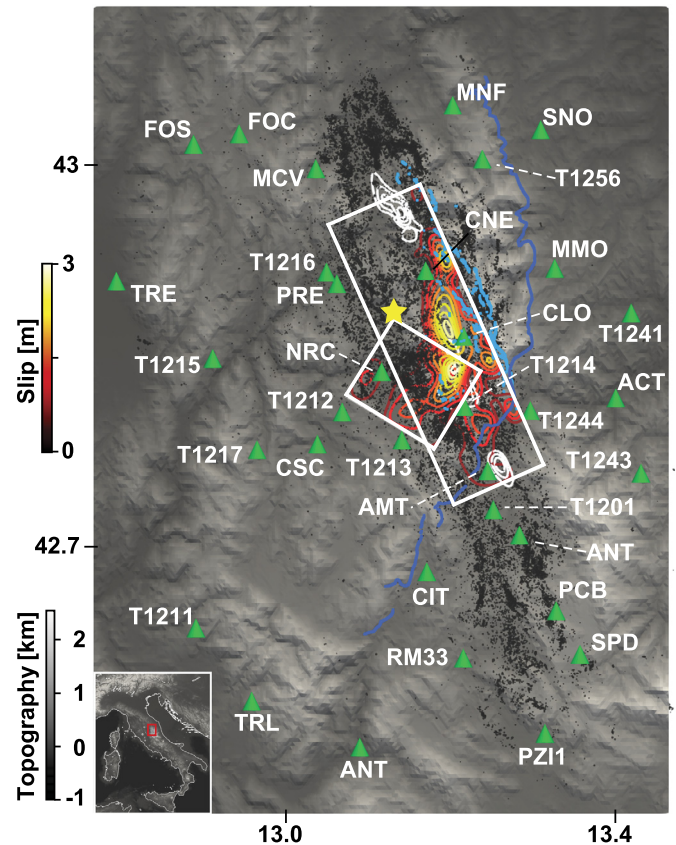 MNF
SNO
FOS
FOC
43
MCV
T1256
CNE
T1216
MMO
TRE
PRE
3
CLO
T1241
Slip [m]
NRC
T1215
T1214
ACT
T1212
T1244
0
T1217
CSC
T1213
T1243
AMT
T1201
42.7
ANT
CIT
PCB
T1211
2
RM33
SPD
1
TRL
0
Topography [km]
ANT
PZI1
-1
13.0
13.4